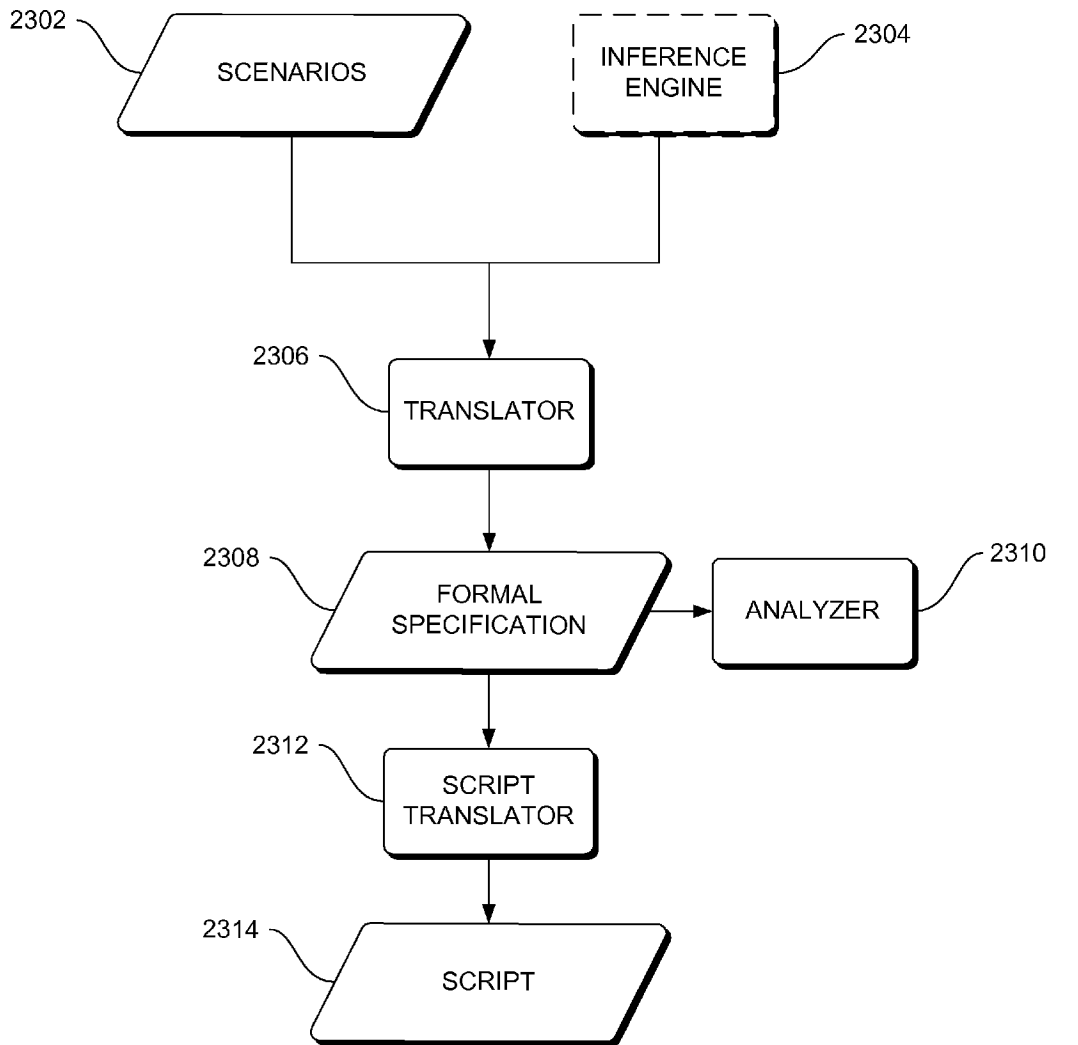 2302
SCENARIOS
INFERENCE
ENGINE
2304
2306
TRANSLATOR
2308
FORMAL
SPECIFICATION
2310
ANALYZER
2312
SCRIPT
TRANSLATOR
2314
SCRIPT